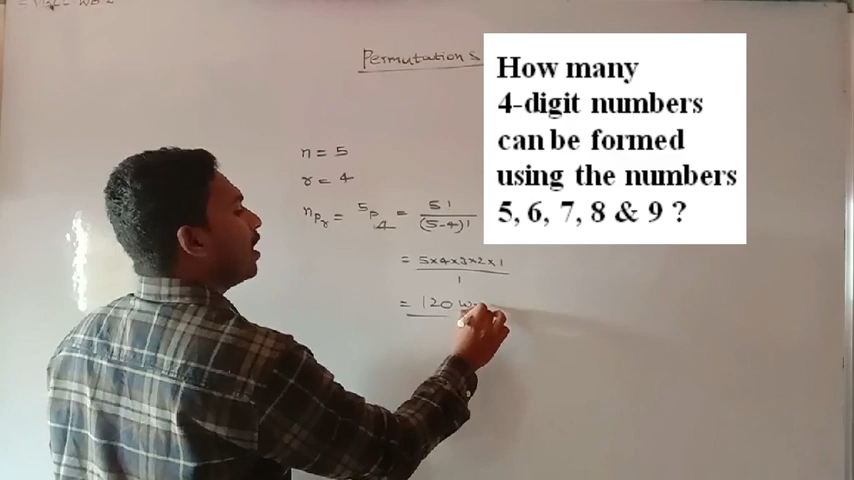 Permutations
How many
4-digit numbers
can be formed
using the numbers
5, 6, 7, 8 & 9 ?
n = 5
r = 4
nPr = 5P4 = 5! / (5-4)!
= 5×4×3×2×1 / 1
= 120